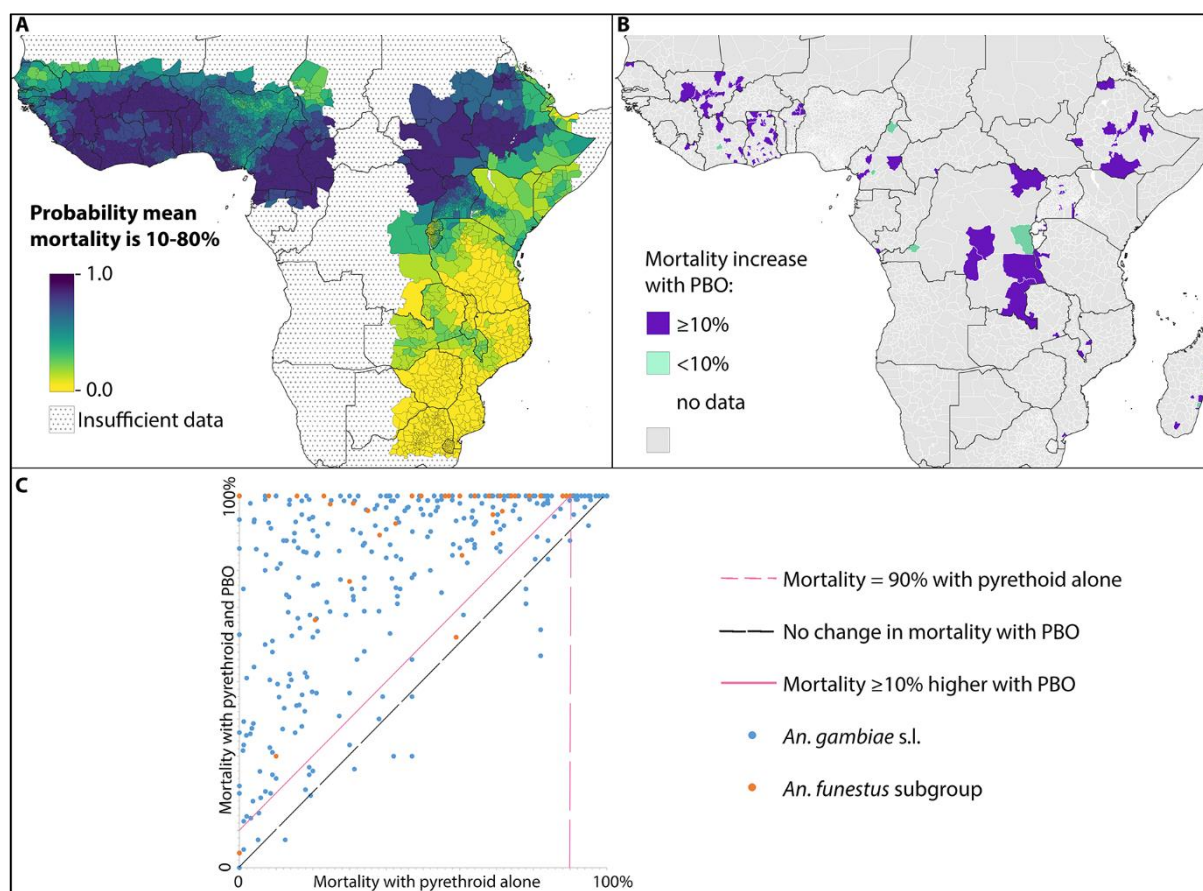 A
Probability mean
mortality is 10-80%
1.0
0.0
Insufficient data
B
Mortality increase
with PBO:
≥10%
<10%
no data
C
100%
Mortality with pyrethroid and PBO
0
0
Mortality with pyrethroid alone
100%
Mortality = 90% with pyrethoid alone
No change in mortality with PBO
Mortality ≥10% higher with PBO
An. gambiae s.l.
An. funestus subgroup